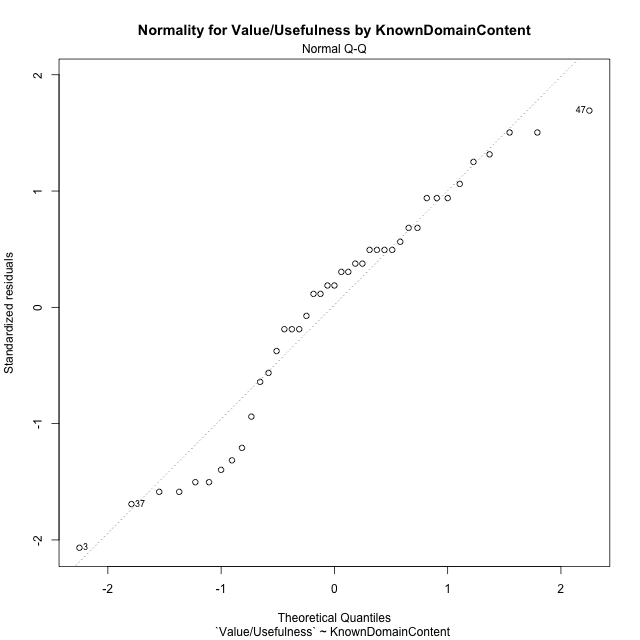 Normality for Value/Usefulness by KnownDomainContent
Normal Q-Q
2
1
0
-1
-2
Standardized residuals
47
37
3
-2
-1
0
1
2
Theoretical Quantiles
`Value/Usefulness` ~ KnownDomainContent